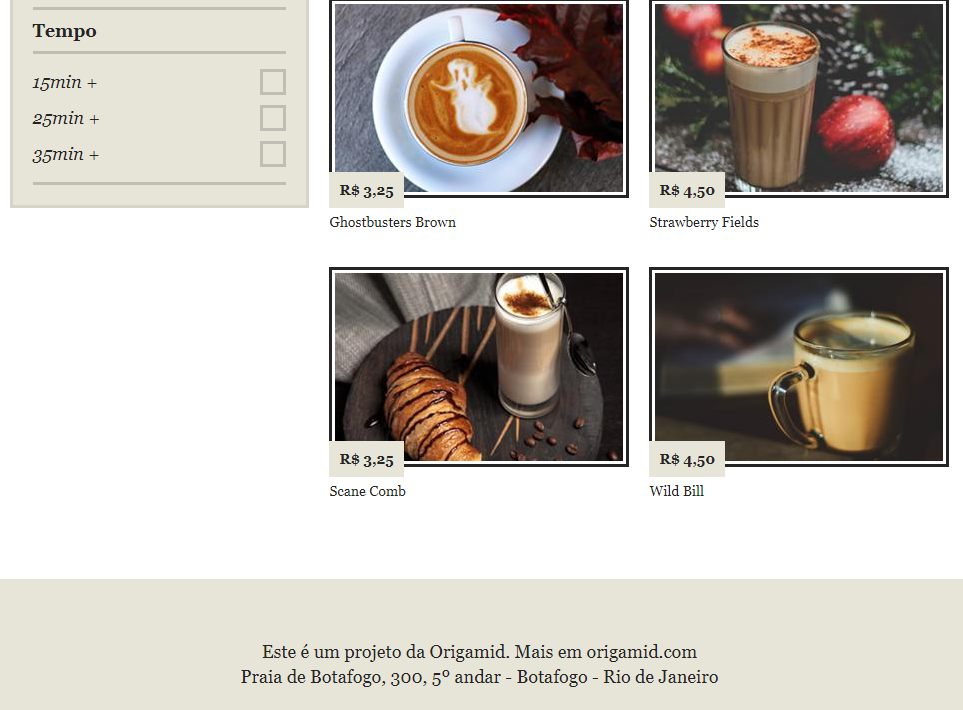 Tempo
15min +
25min +
35min +
R$ 3,25
Ghostbusters Brown
R$ 4,50
Strawberry Fields
R$ 3,25
Scane Comb
R$ 4,50
Wild Bill
Este é um projeto da Origamid. Mais em origamid.com
Praia de Botafogo, 300, 5º andar - Botafogo - Rio de Janeiro